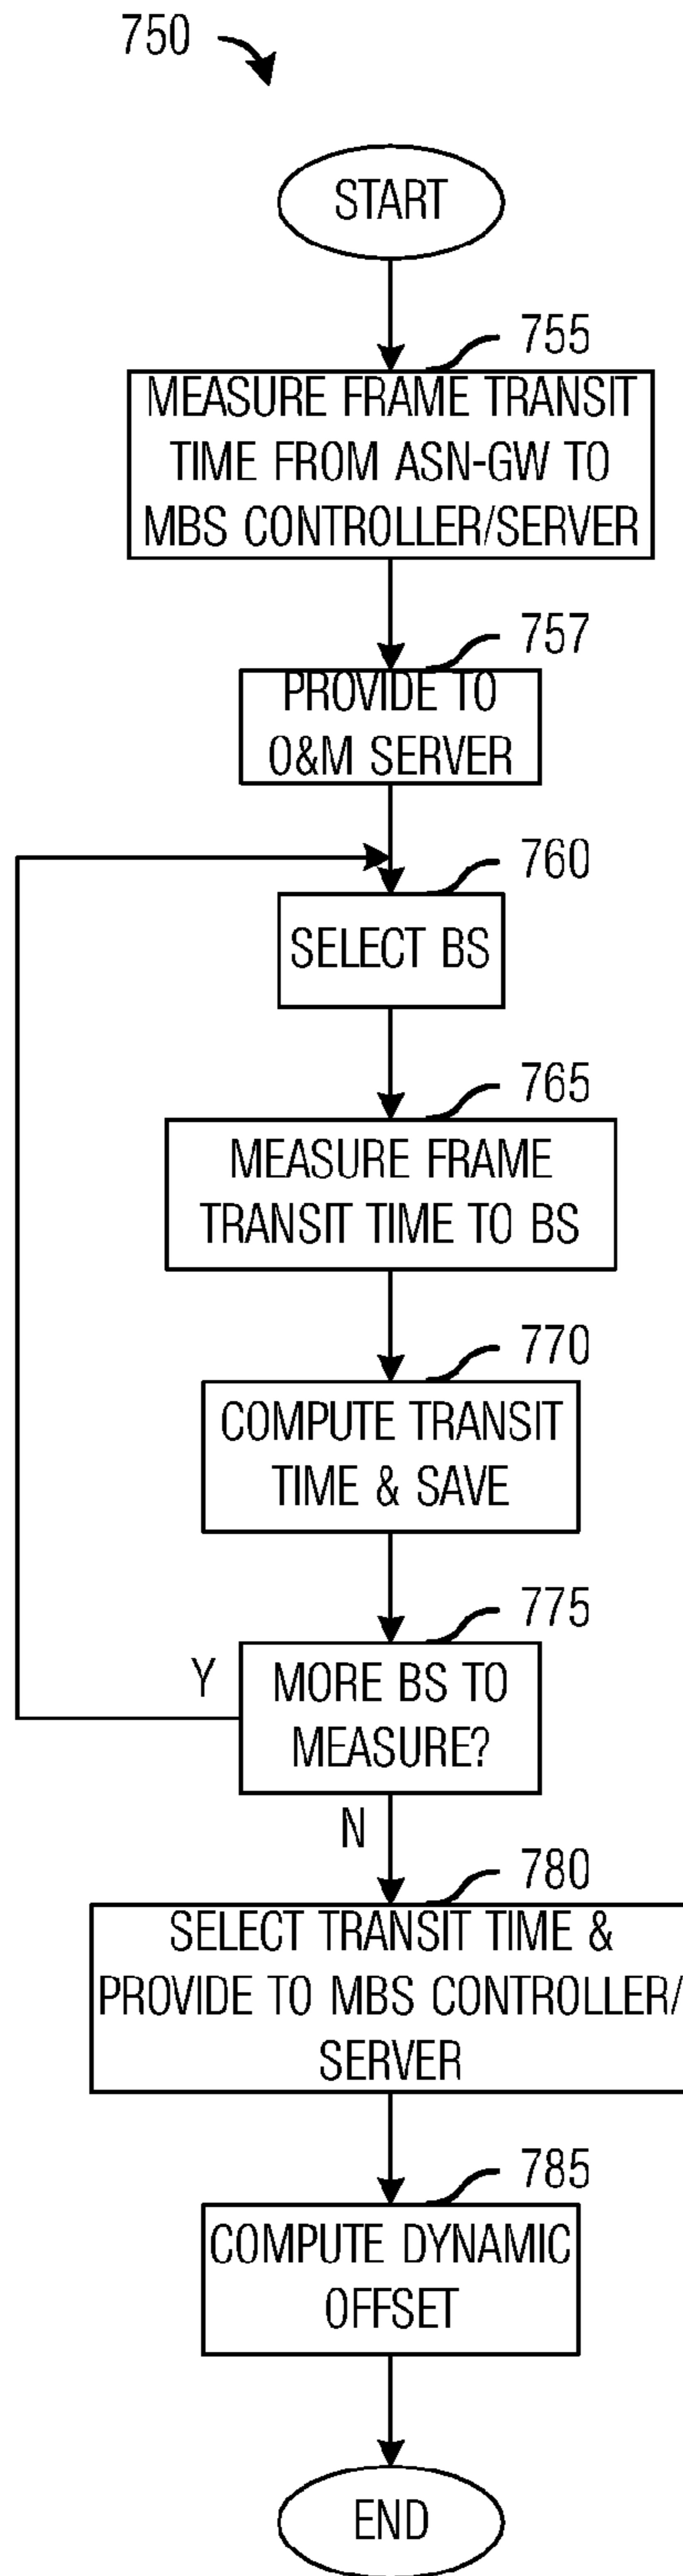 750
START
755
MEASURE FRAME TRANSIT
TIME FROM ASN-GW TO
MBS CONTROLLER/SERVER
757
PROVIDE TO
O&M SERVER
760
SELECT BS
765
MEASURE FRAME
TRANSIT TIME TO BS
770
COMPUTE TRANSIT
TIME & SAVE
775
Y
MORE BS TO
MEASURE?
N
780
SELECT TRANSIT TIME &
PROVIDE TO MBS CONTROLLER/
SERVER
785
COMPUTE DYNAMIC
OFFSET
END